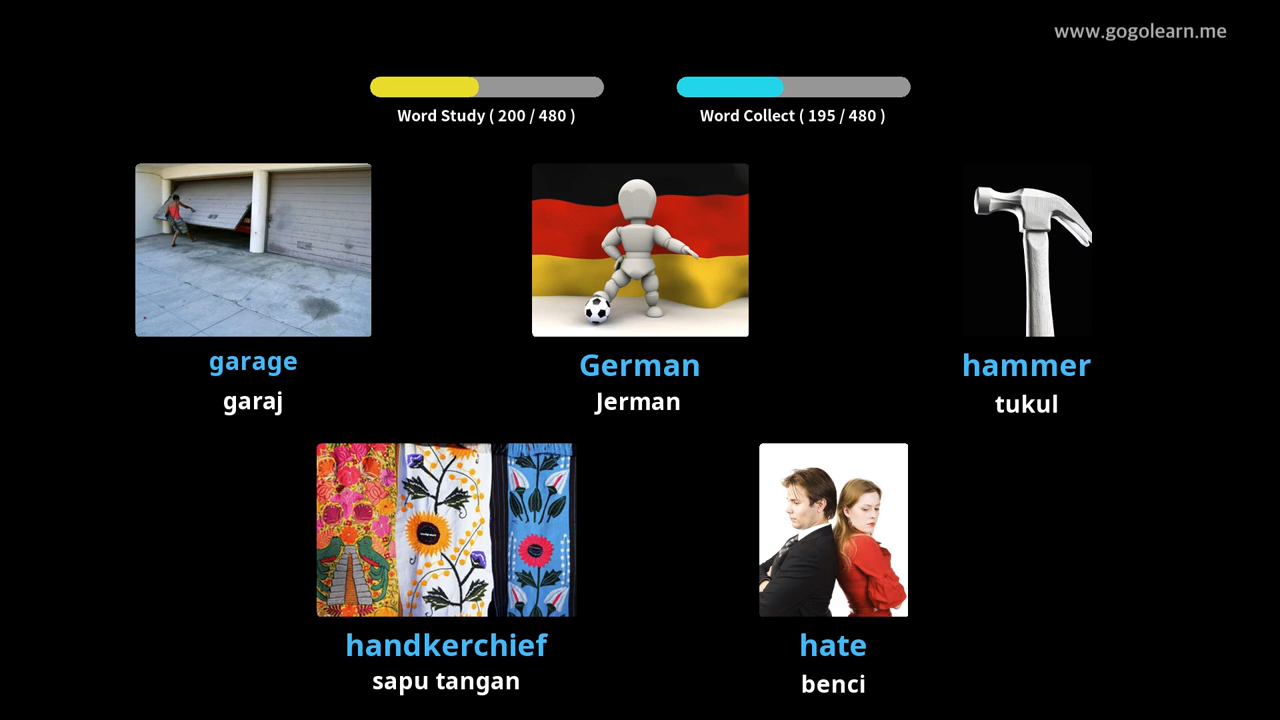 www.gogolearn.me
Word Study ( 200 / 480 )
Word Collect ( 195 / 480 )
garage
garaj
German
Jerman
hammer
tukul
handkerchief
sapu tangan
hate
benci